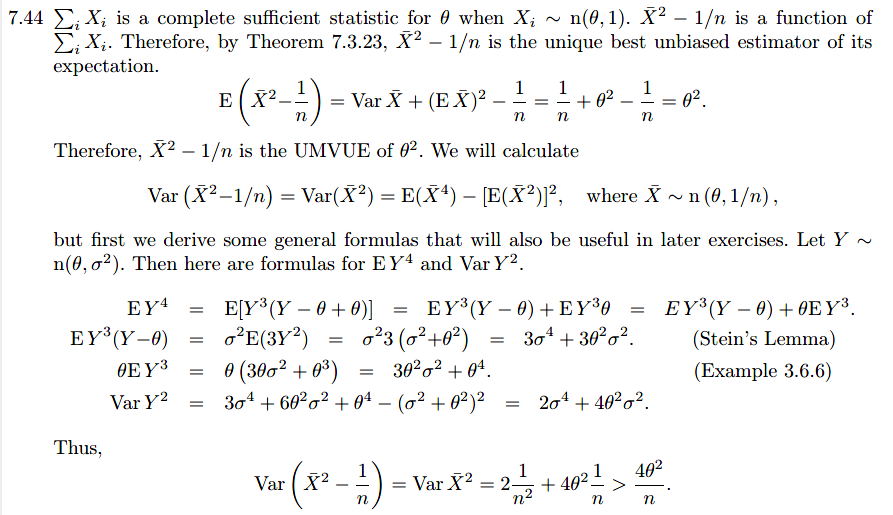 7.44 ∑ᵢ Xᵢ is a complete sufficient statistic for θ when Xᵢ ∼ n(θ, 1). X̄² − 1/n is a function of
∑ᵢ Xᵢ. Therefore, by Theorem 7.3.23, X̄² − 1/n is the unique best unbiased estimator of its
expectation.
E (X̄² − 1/n) = Var X̄ + (E X̄)² − 1/n = 1/n + θ² − 1/n = θ².
Therefore, X̄² − 1/n is the UMVUE of θ². We will calculate
Var (X̄² − 1/n) = Var(X̄²) = E(X̄⁴) − [E(X̄²)]², where X̄ ∼ n (θ, 1/n) ,
but first we derive some general formulas that will also be useful in later exercises. Let Y ∼
n(θ, σ²). Then here are formulas for E Y⁴ and Var Y².
E Y⁴ = E[Y³(Y − θ + θ)] = E Y³(Y − θ) + E Y³θ = E Y³(Y − θ) + θE Y³.
E Y³(Y − θ) = σ²E(3Y²) = σ²3 (σ² + θ²) = 3σ⁴ + 3θ²σ². (Stein's Lemma)
θE Y³ = θ (3θσ² + θ³) = 3θ²σ² + θ⁴. (Example 3.6.6)
Var Y² = 3σ⁴ + 6θ²σ² + θ⁴ − (σ² + θ²)² = 2σ⁴ + 4θ²σ².
Thus,
Var (X̄² − 1/n) = Var X̄² = 2 1/n² + 4θ² 1/n > 4θ²/n.